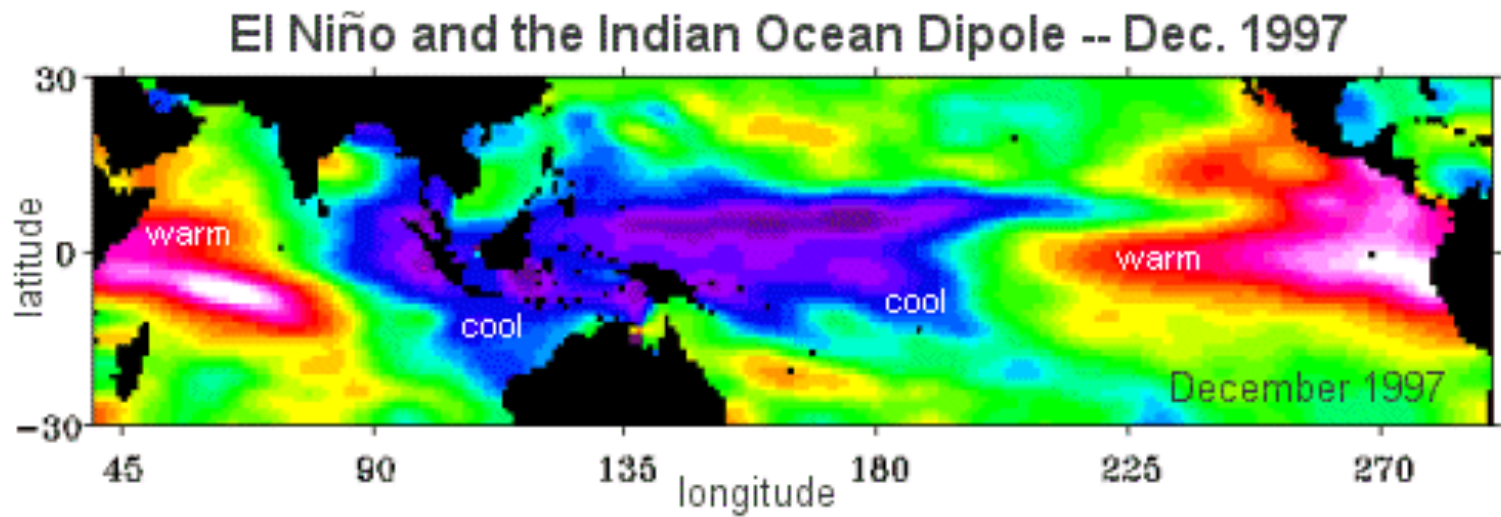 El Niño and the Indian Ocean Dipole -- Dec. 1997
30
0
-30
latitude
warm
cool
cool
warm
December 1997
45 90 135 180 225 270
longitude